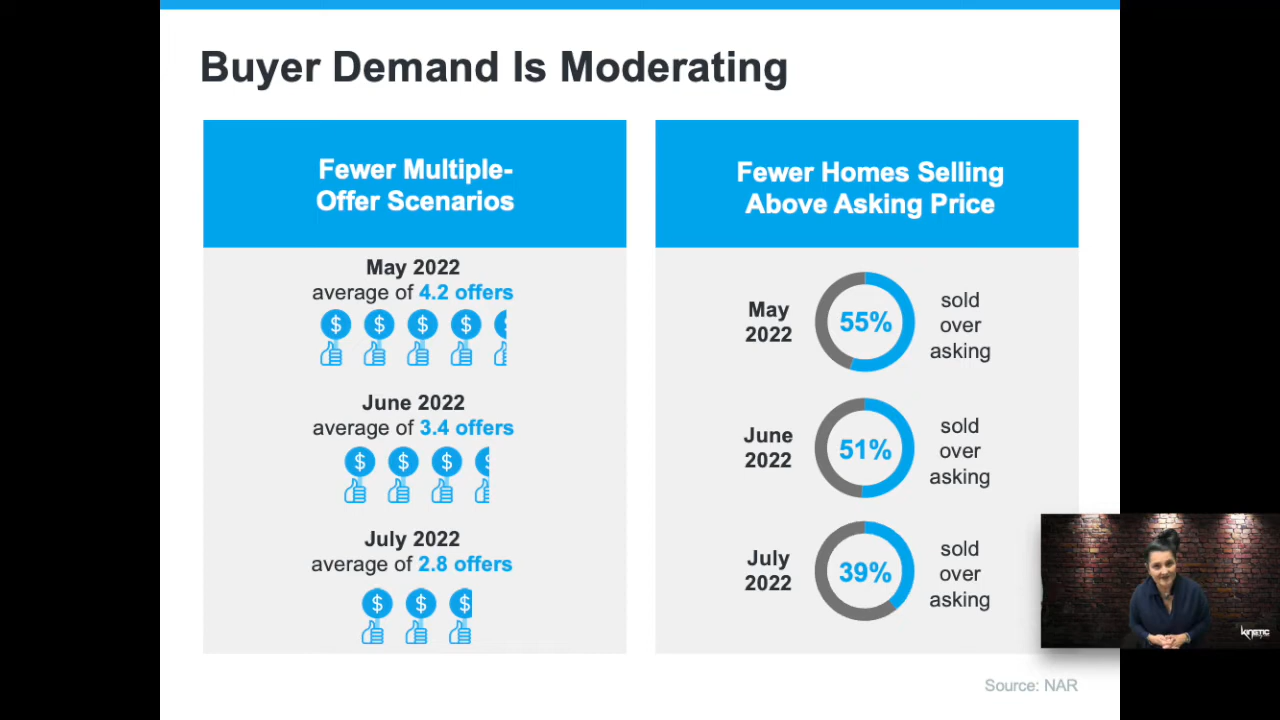 Buyer Demand Is Moderating
Fewer Multiple-
Offer Scenarios
May 2022
average of 4.2 offers
$ $ $ $ $
June 2022
average of 3.4 offers
$ $ $ $
July 2022
average of 2.8 offers
$ $ $
Fewer Homes Selling
Above Asking Price
May
2022
55%
sold
over
asking
June
2022
51%
sold
over
asking
July
2022
39%
sold
over
asking
kinetic
Source: NAR